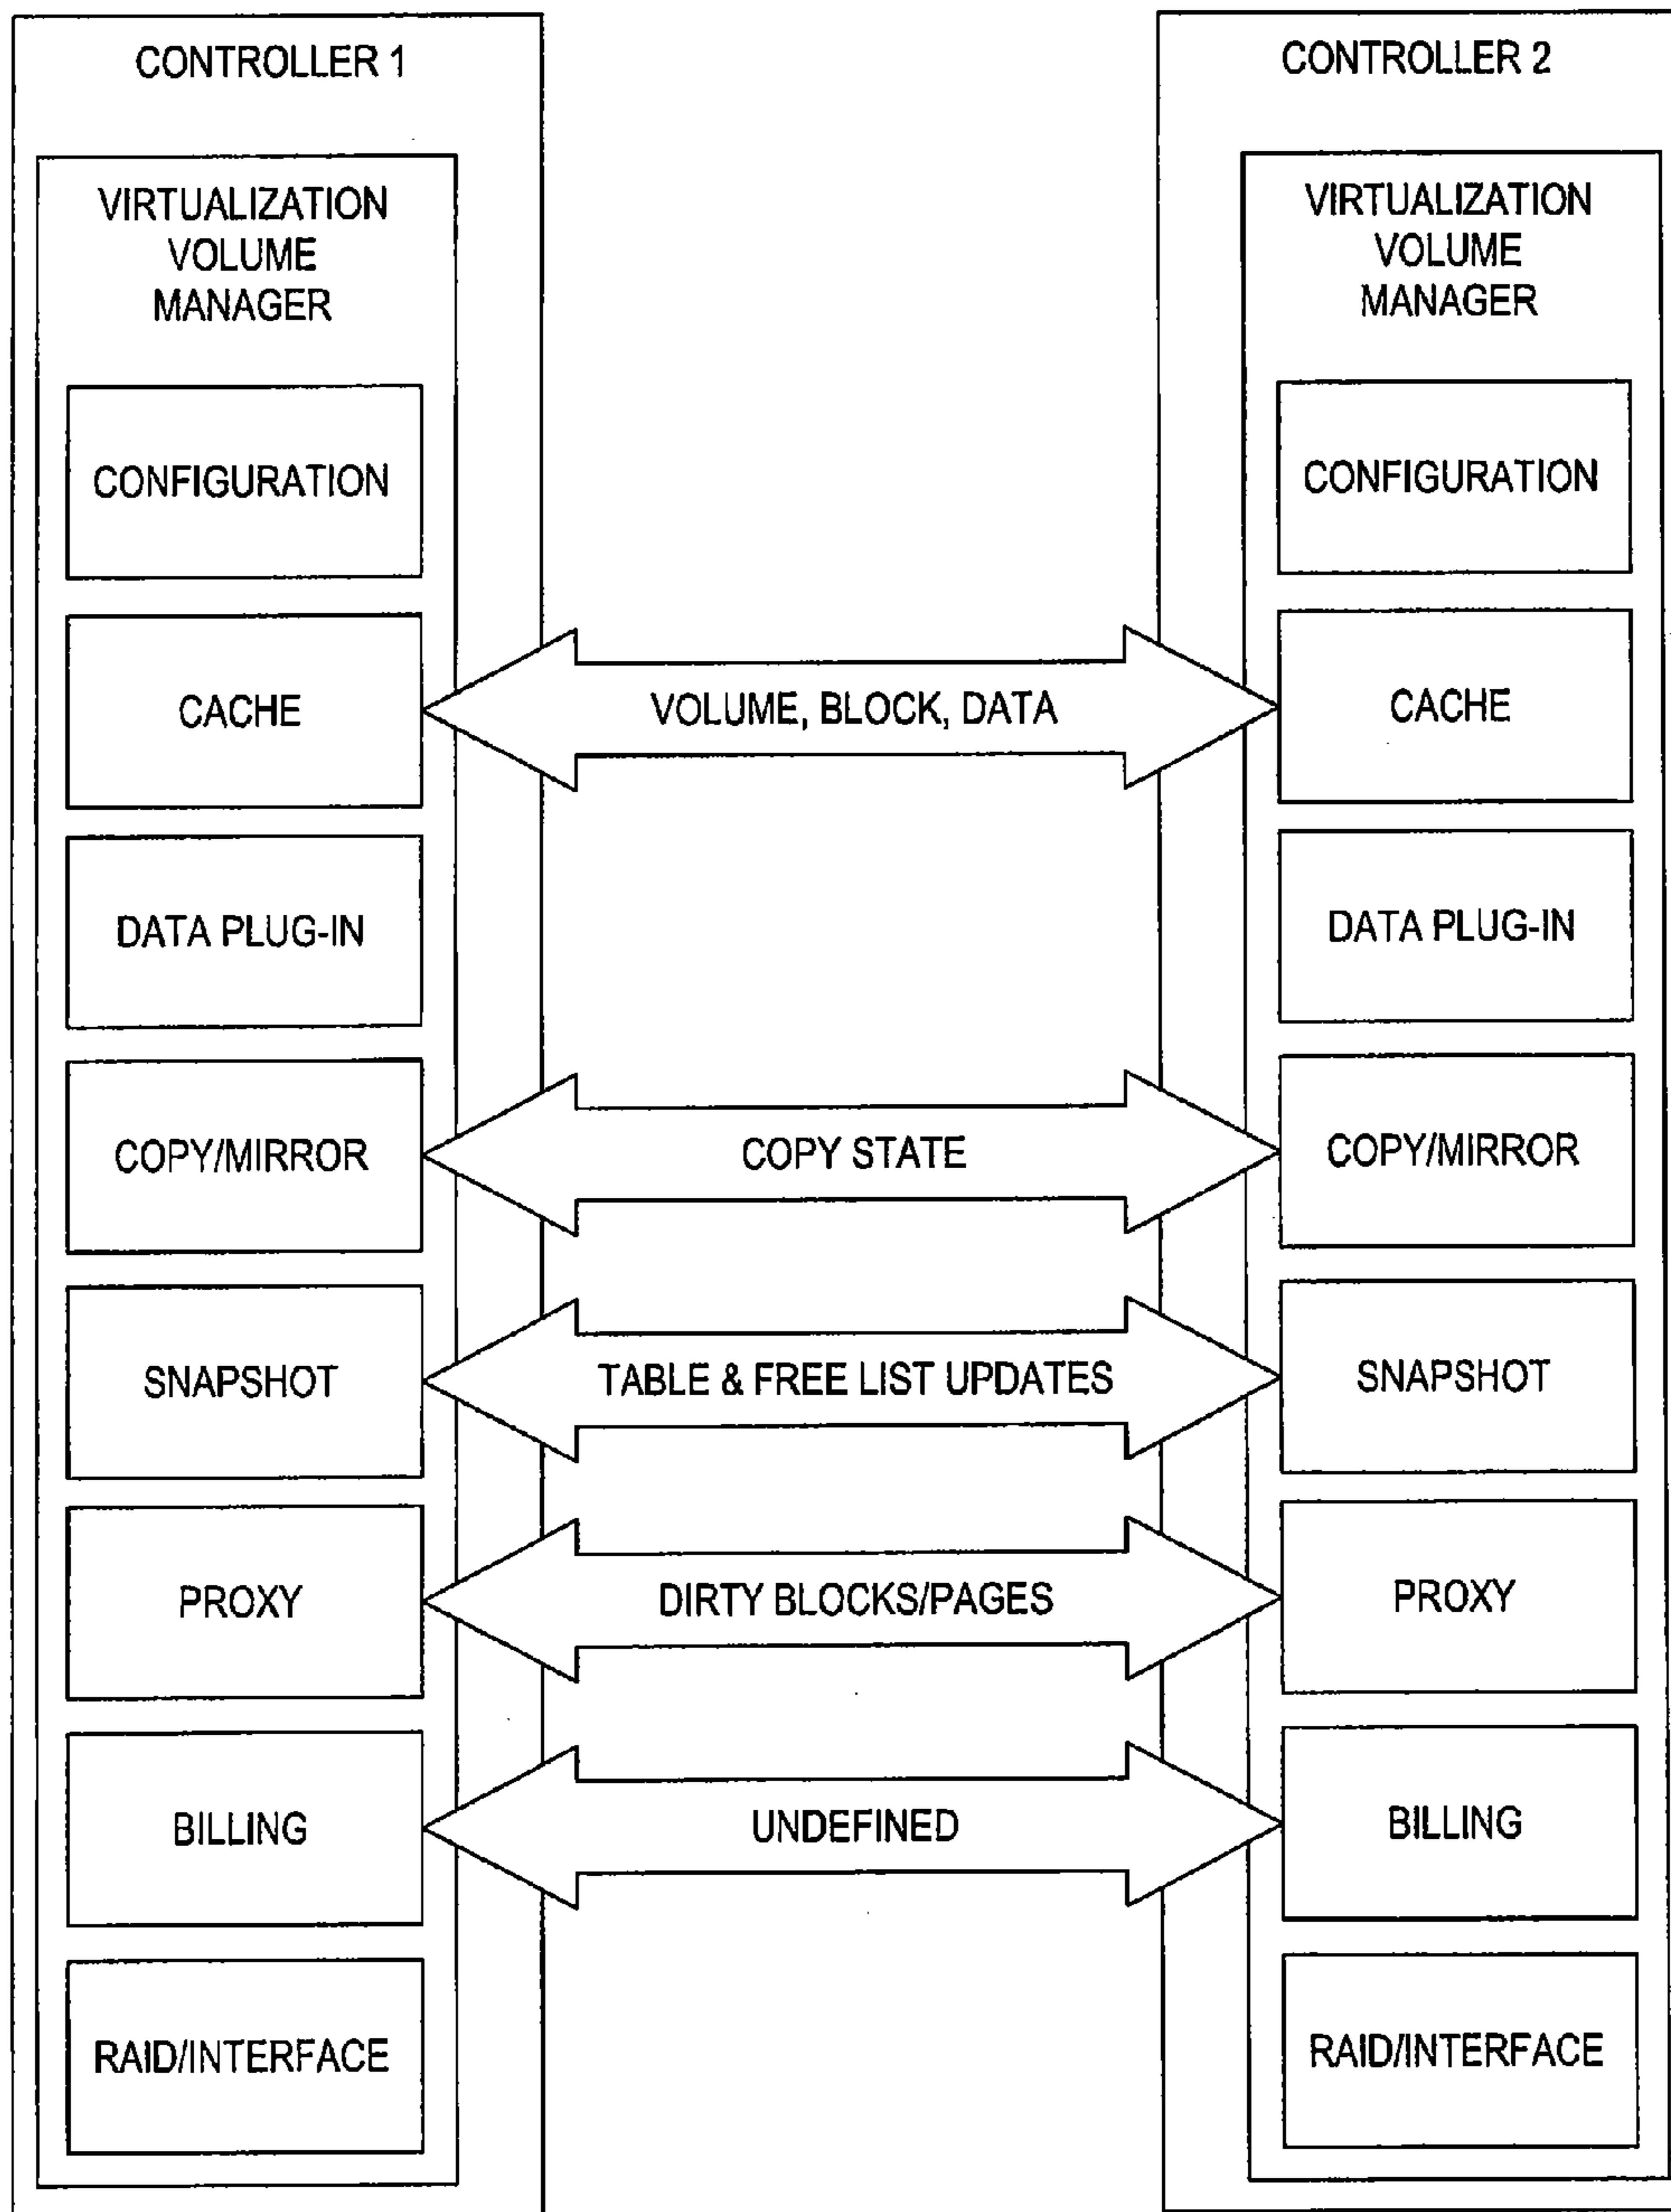 CONTROLLER 1
VIRTUALIZATION
VOLUME
MANAGER
CONFIGURATION
CACHE
DATA PLUG-IN
COPY/MIRROR
SNAPSHOT
PROXY
BILLING
RAID/INTERFACE
VOLUME, BLOCK, DATA
COPY STATE
TABLE & FREE LIST UPDATES
DIRTY BLOCKS/PAGES
UNDEFINED
CONTROLLER 2
VIRTUALIZATION
VOLUME
MANAGER
CONFIGURATION
CACHE
DATA PLUG-IN
COPY/MIRROR
SNAPSHOT
PROXY
BILLING
RAID/INTERFACE